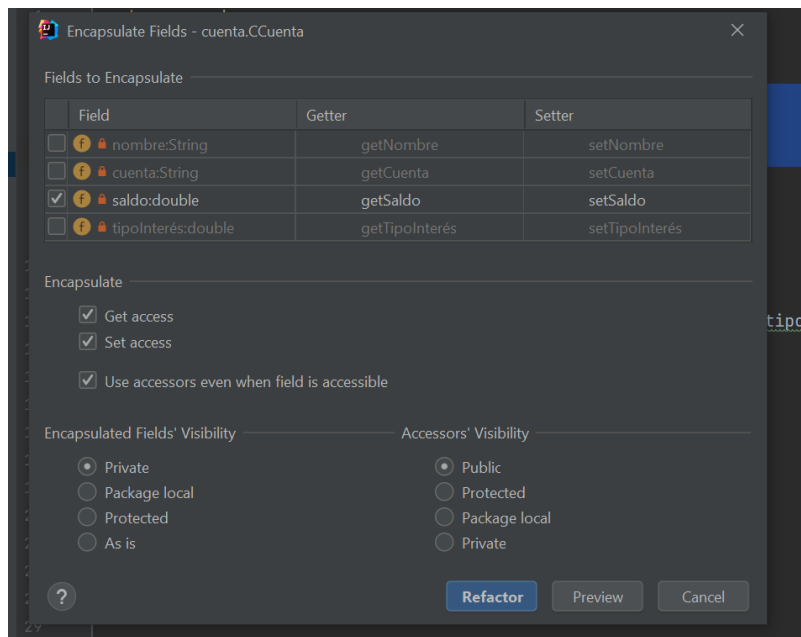 Encapsulate Fields - cuenta.CCuenta
Fields to Encapsulate
Field Getter Setter
f nombre:String getNombre setNombre
f cuenta:String getCuenta setCuenta
f saldo:double getSaldo setSaldo
f tipoInterés:double getTipoInterés setTipoInterés
Encapsulate
Get access
Set access
tipo
Use accessors even when field is accessible
Encapsulated Fields' Visibility Accessors' Visibility
Private Public
Package local Protected
Protected Package local
As is Private
? Refactor Preview Cancel
29